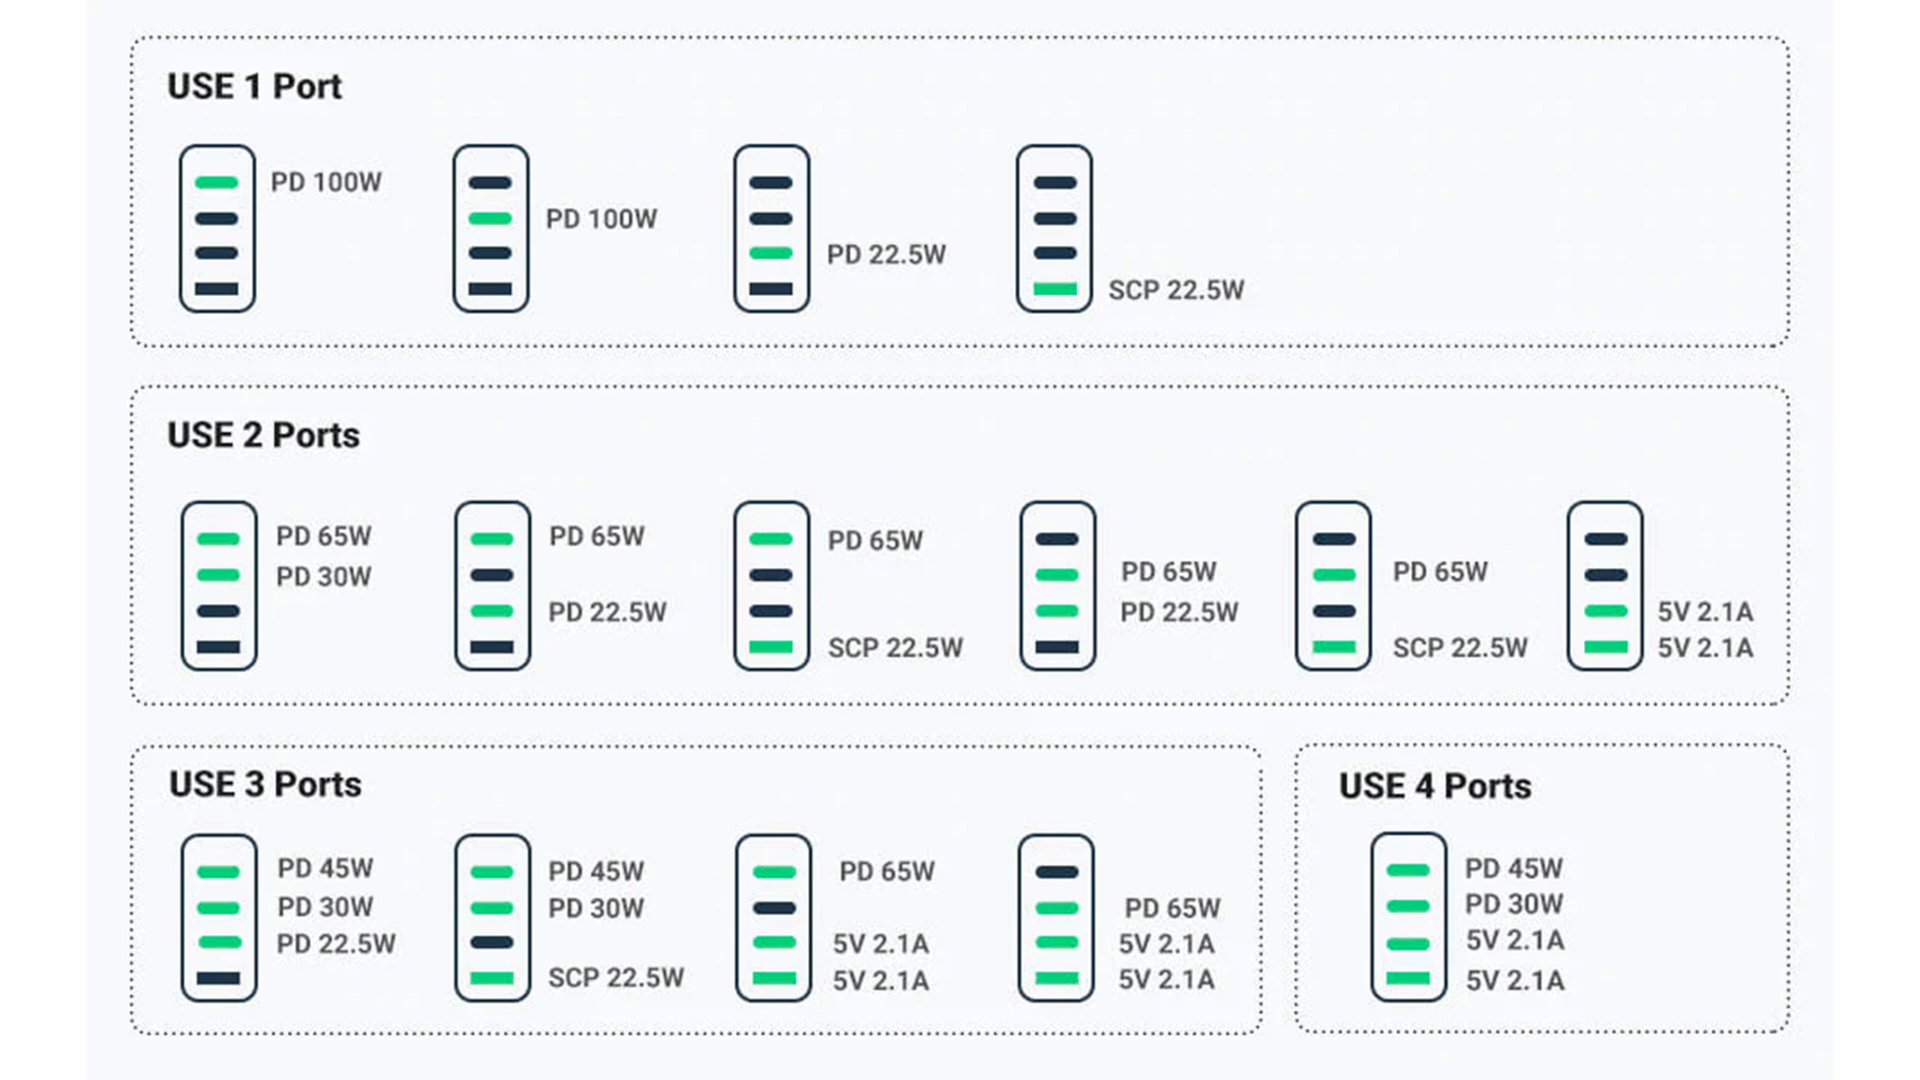 USE 1 Port
PD 100W
PD 100W
PD 22.5W
SCP 22.5W
USE 2 Ports
PD 65W
PD 30W
PD 65W
PD 22.5W
PD 65W
SCP 22.5W
PD 65W
PD 22.5W
PD 65W
SCP 22.5W
5V 2.1A
5V 2.1A
USE 3 Ports
PD 45W
PD 30W
PD 22.5W
PD 45W
PD 30W
SCP 22.5W
PD 65W
5V 2.1A
5V 2.1A
PD 65W
5V 2.1A
5V 2.1A
USE 4 Ports
PD 45W
PD 30W
5V 2.1A
5V 2.1A